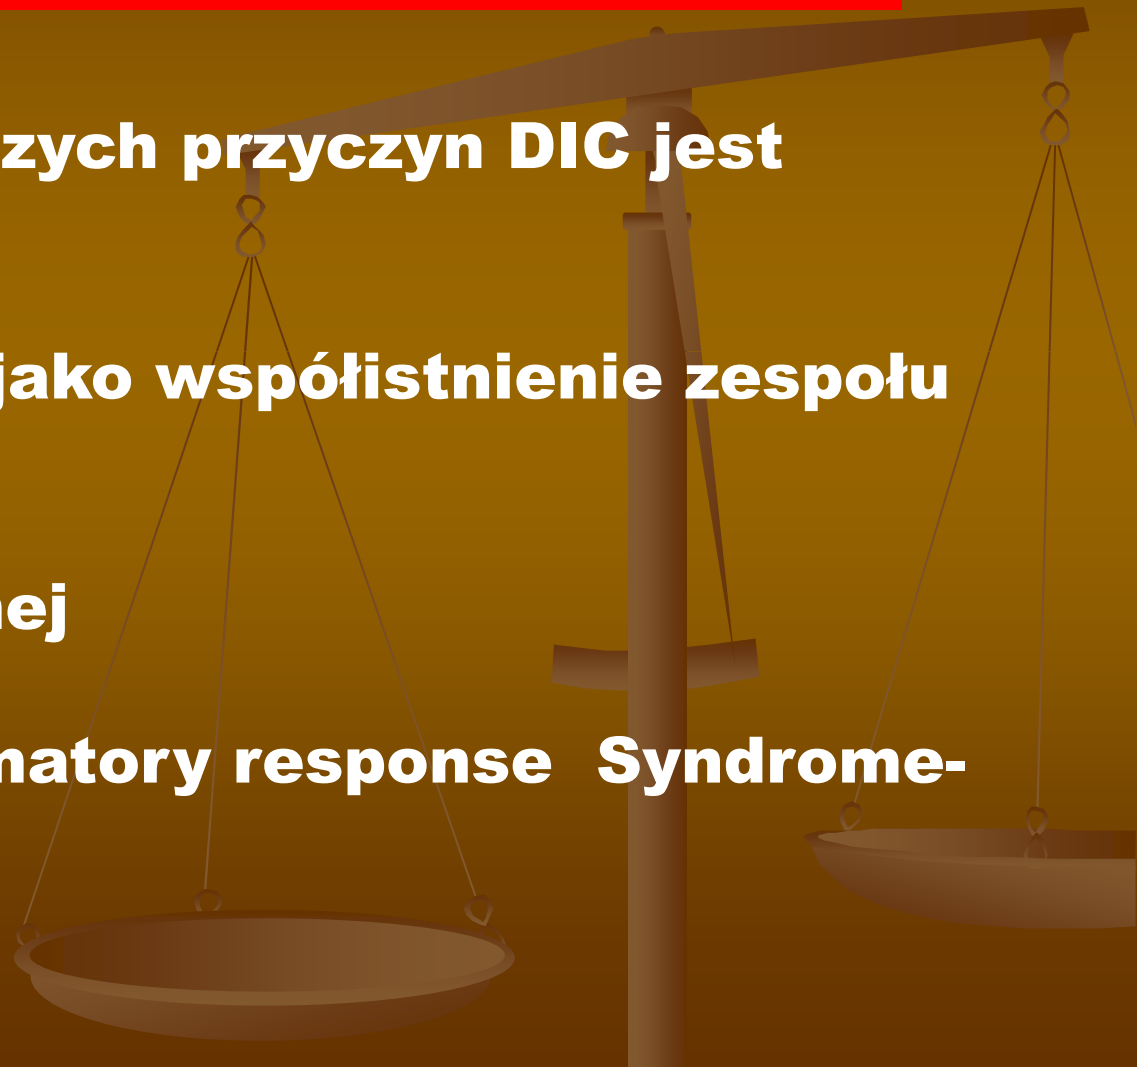 zych przyczyn DIC jest
jako współistnienie zespołu
ej
matory response Syndrome-